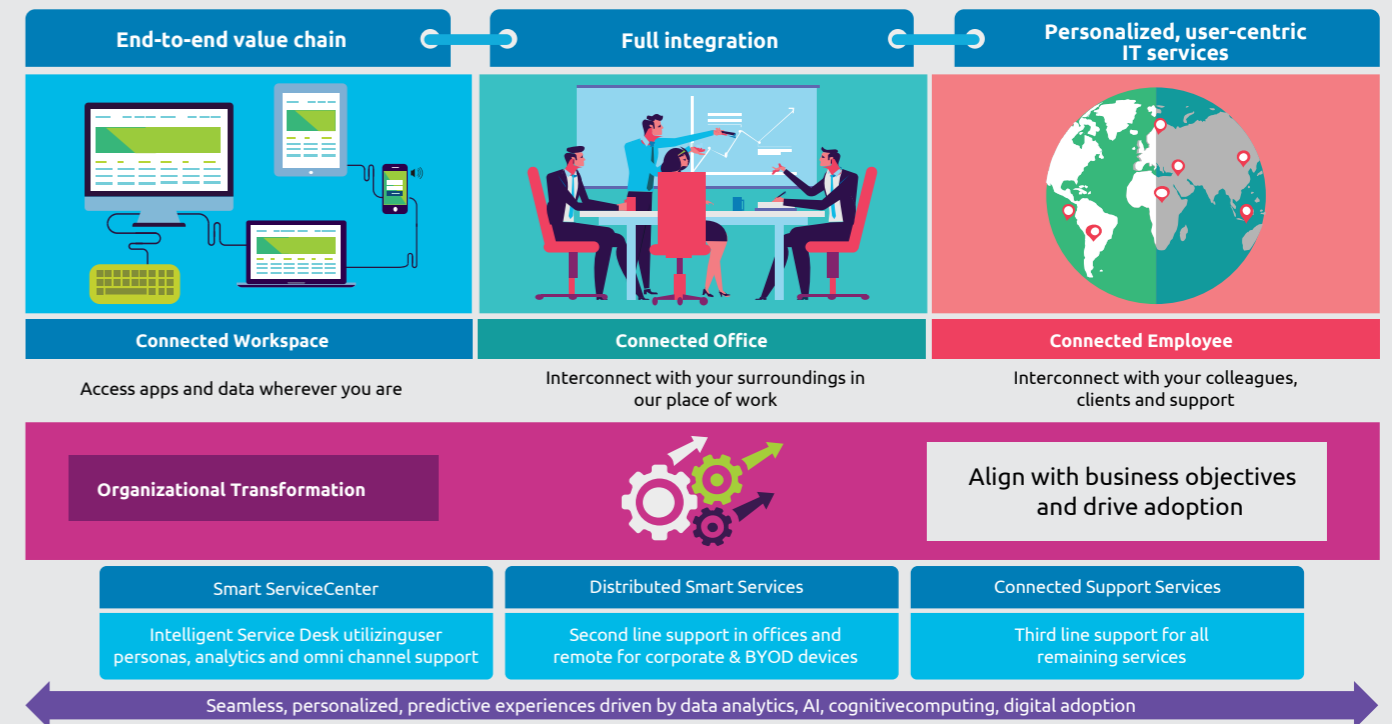 End-to-end value chain
Full integration
Personalized, user-centric
IT services
Connected Workspace
Connected Office
Connected Employee
Access apps and data wherever you are
Interconnect with your surroundings in
our place of work
Interconnect with your colleagues,
clients and support
Organizational Transformation
Align with business objectives
and drive adoption
Smart ServiceCenter
Distributed Smart Services
Connected Support Services
Intelligent Service Desk utilizinguser
personas, analytics and omni channel support
Second line support in offices and
remote for corporate & BYOD devices
Third line support for all
remaining services
Seamless, personalized, predictive experiences driven by data analytics, AI, cognitivecomputing, digital adoption